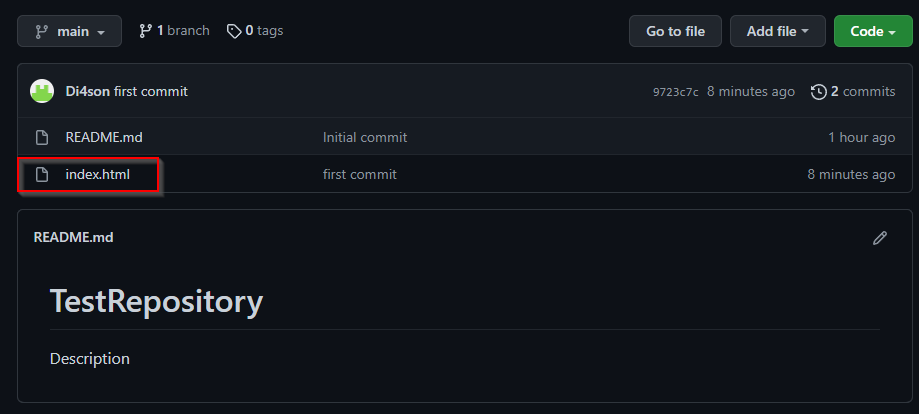 main 1 branch 0 tags Go to file Add file Code
Di4son first commit 9723c7c 8 minutes ago 2 commits
README.md Initial commit 1 hour ago
index.html first commit 8 minutes ago
README.md
TestRepository
Description